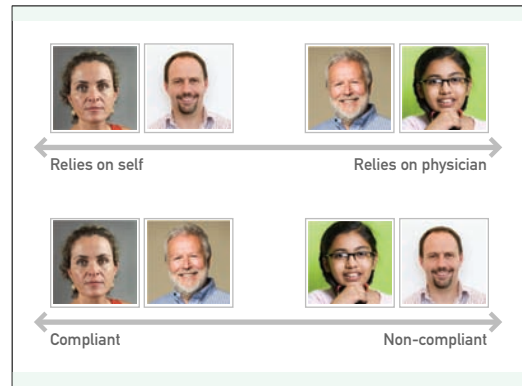 Relies on self
Relies on physician
Compliant
Non-compliant